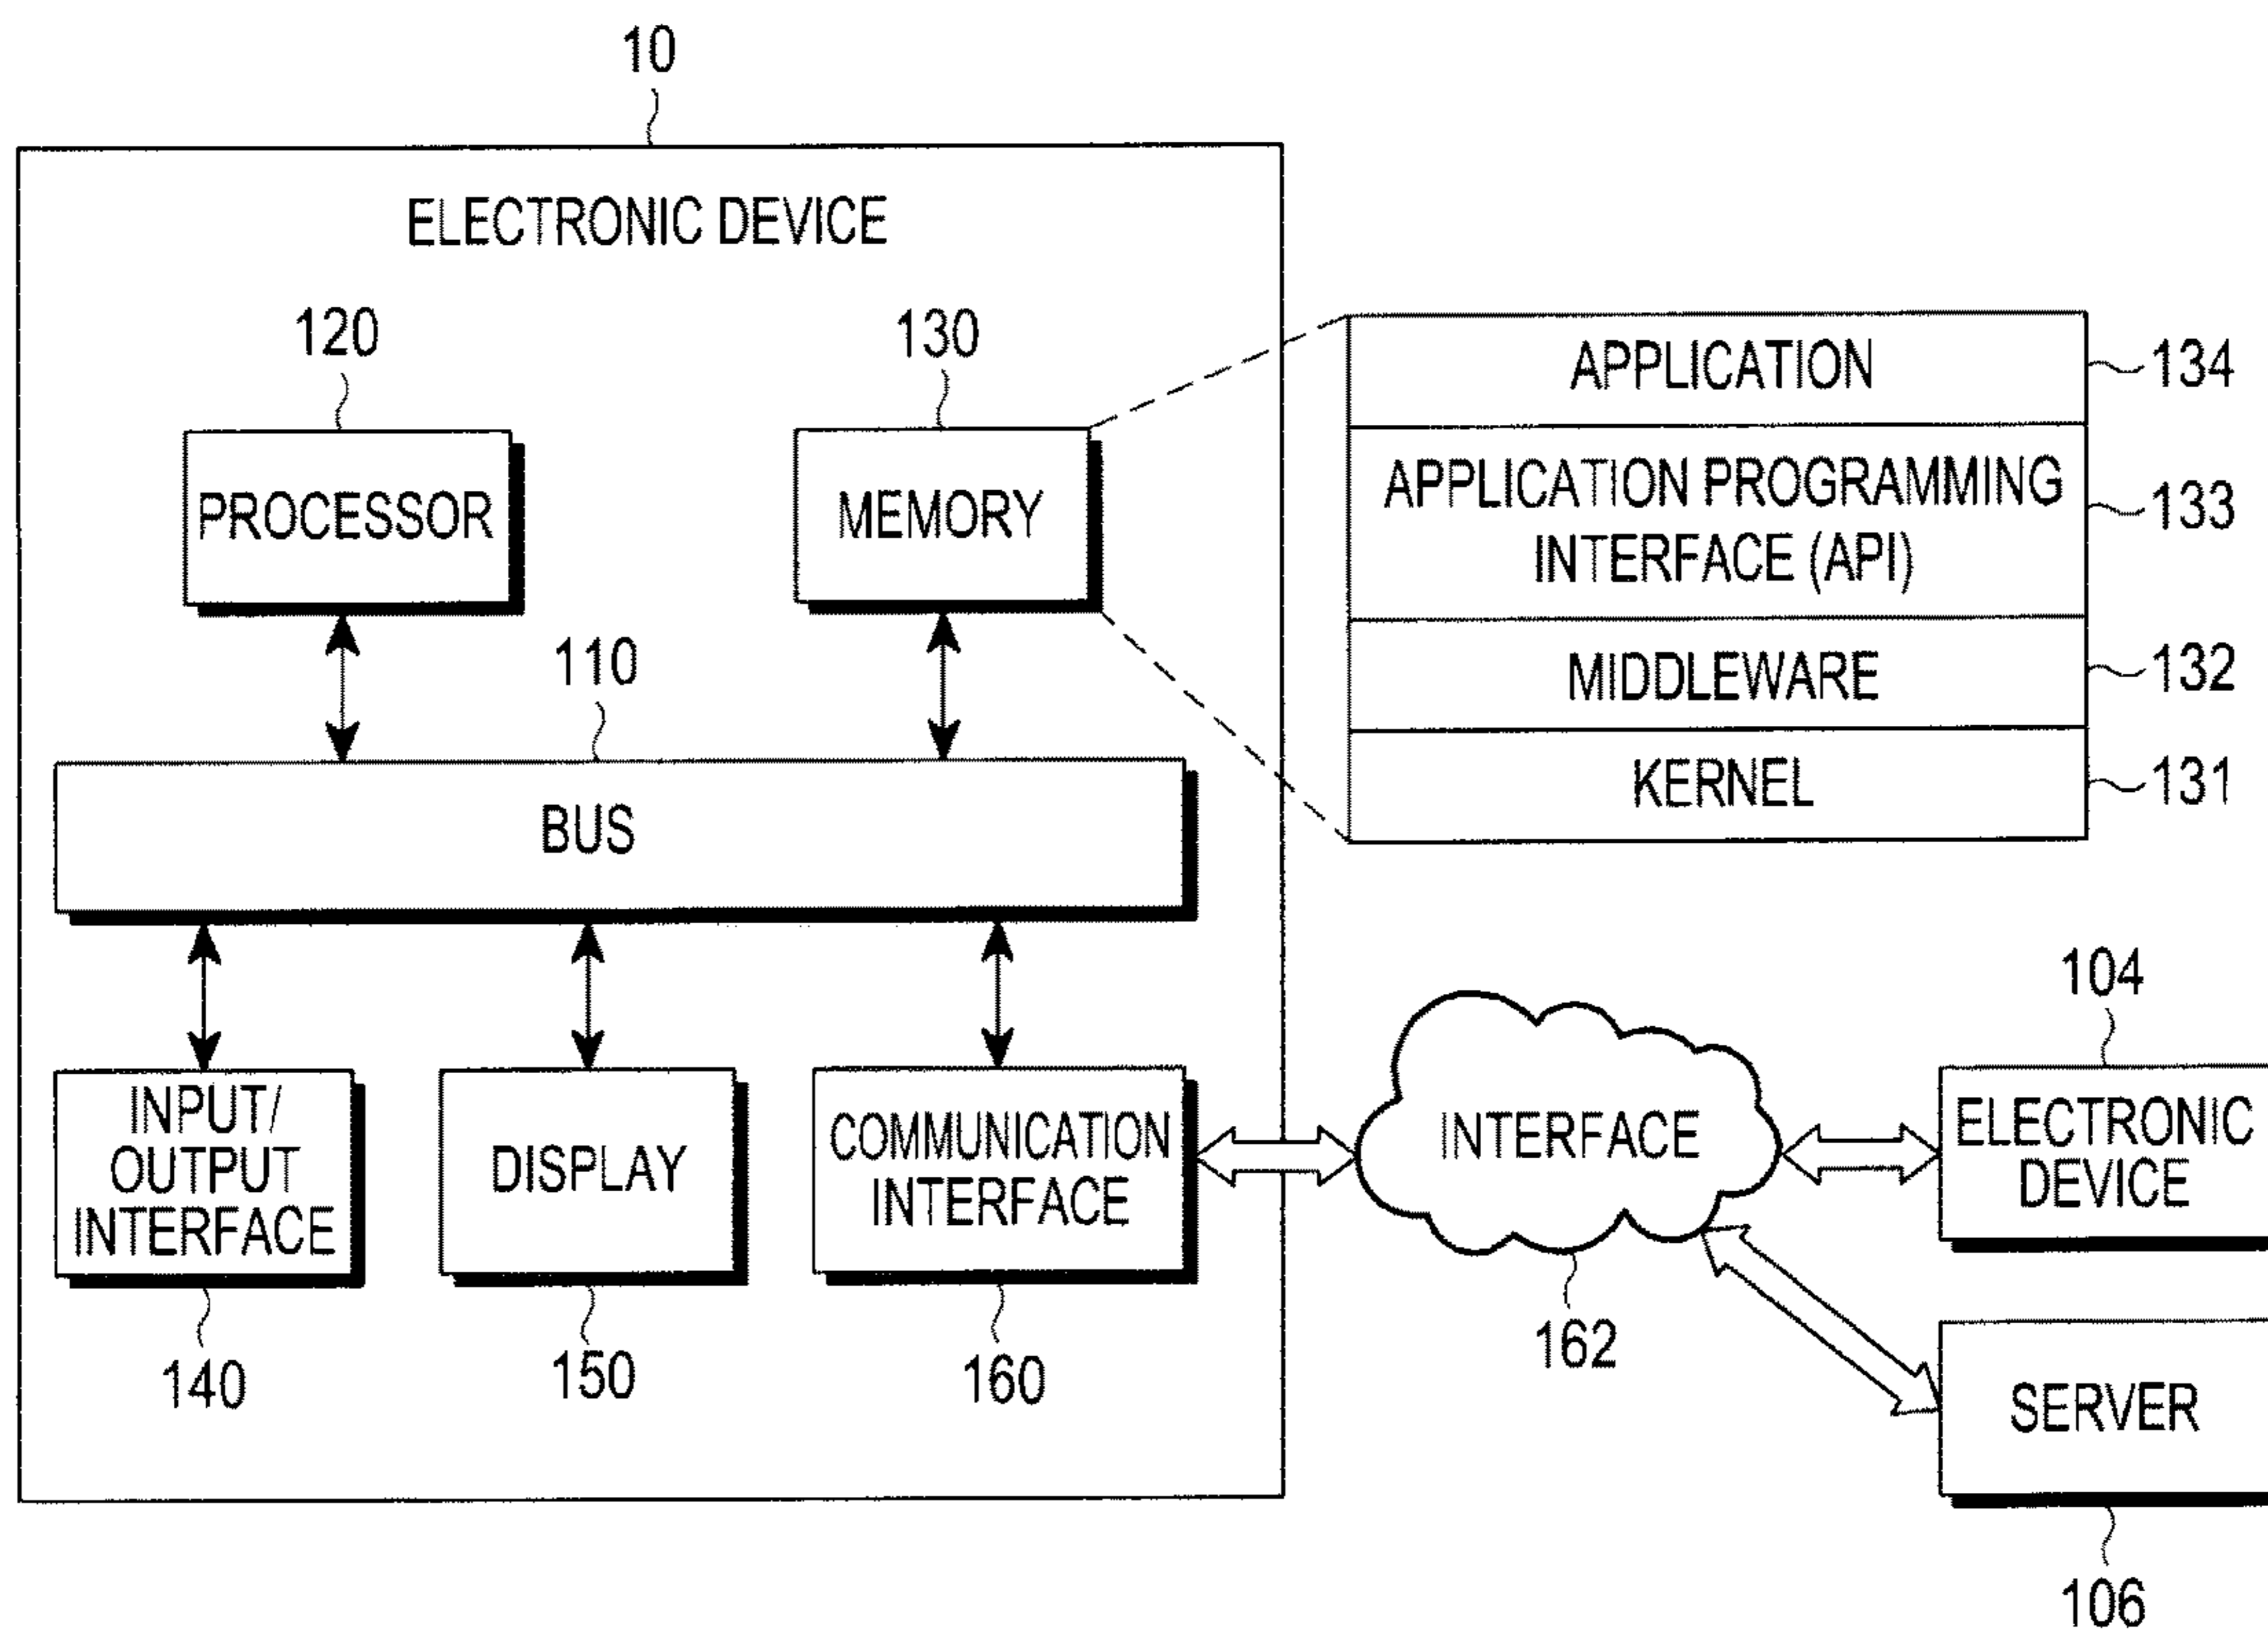 10
ELECTRONIC DEVICE
120
130
PROCESSOR
MEMORY
110
BUS
INPUT/
OUTPUT
INTERFACE
DISPLAY
COMMUNICATION
INTERFACE
140
150
160
APPLICATION
134
APPLICATION PROGRAMMING
INTERFACE (API)
133
MIDDLEWARE
132
KERNEL
131
INTERFACE
162
104
ELECTRONIC
DEVICE
SERVER
106